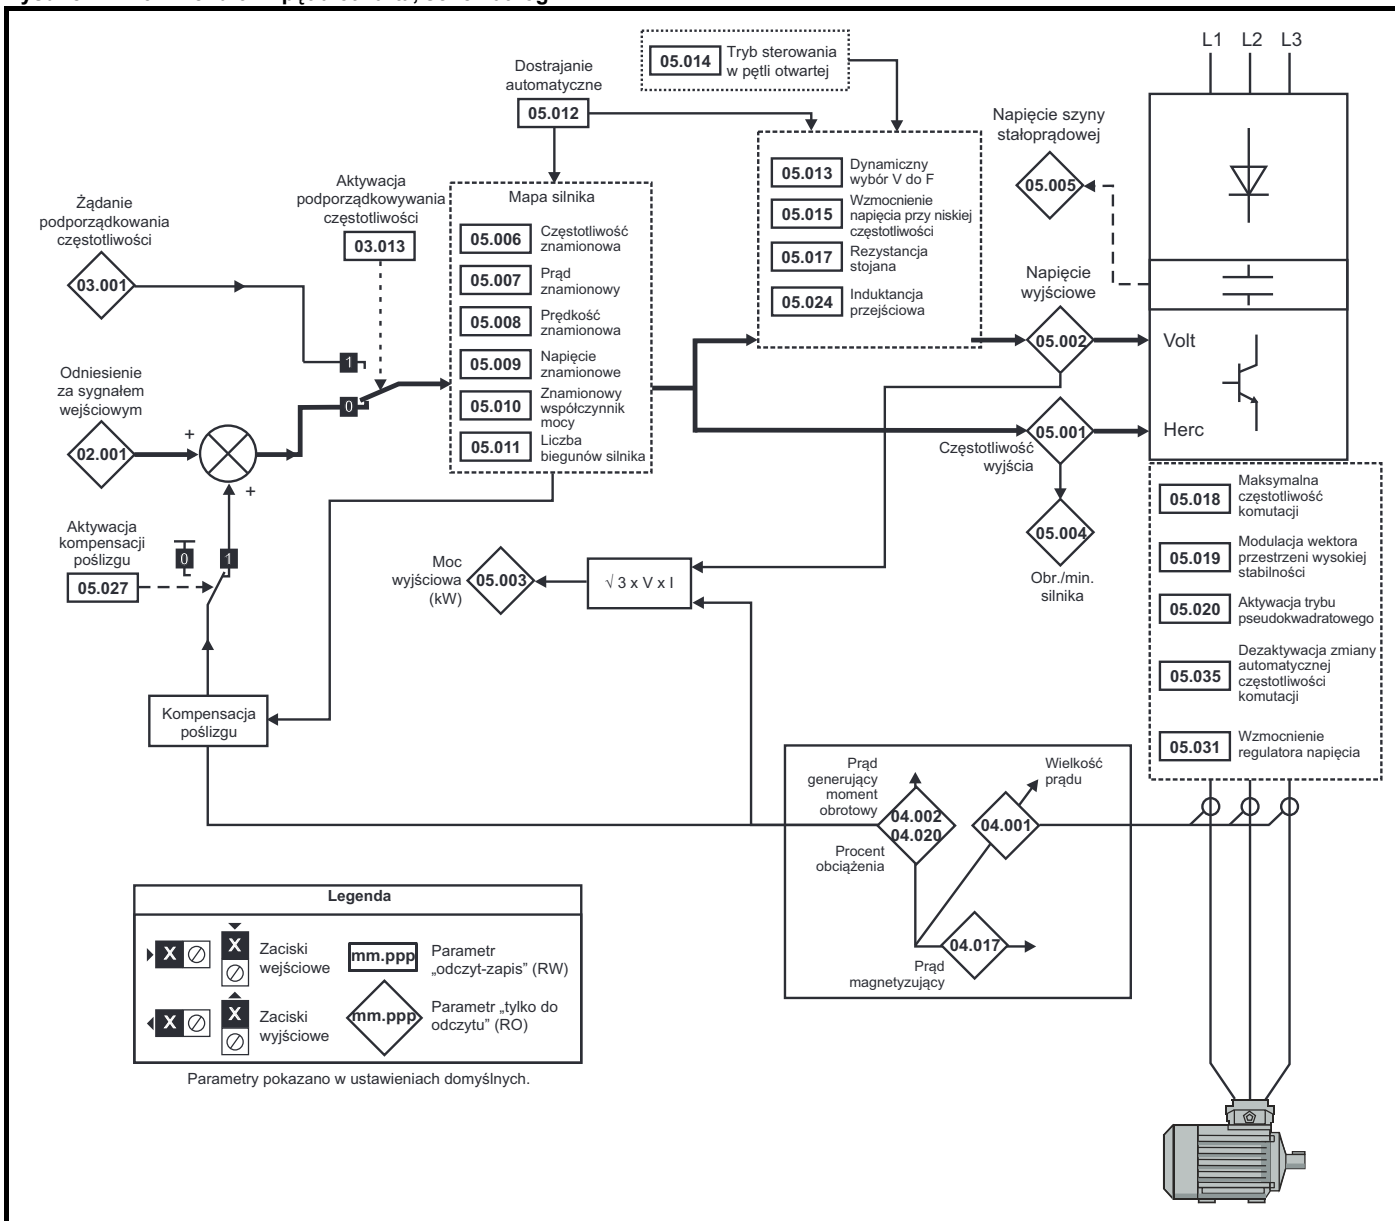 05.014
Tryb sterowania
w pętli otwartej
L1
L2
L3
Dostrajanie
automatyczne
05.012
Napięcie szyny
stałoprądowej
05.005
05.013
Dynamiczny
wybór V do F
05.015
Wzmocnienie
napięcia przy niskiej
częstotliwości
05.017
Rezystancja
stojana
05.024
Induktancja
przejściowa
Żądanie
podporządkowania
częstotliwości
03.001
Aktywacja
podporządkowywania
częstotliwości
03.013
Mapa silnika
05.006
Częstotliwość
znamionowa
05.007
Prąd
znamionowy
05.008
Prędkość
znamionowa
05.009
Napięcie
znamionowe
05.010
Znamionowy
współczynnik
mocy
05.011
Liczba
biegunów silnika
1
0
Napięcie
wyjściowe
05.002
Volt
Odniesienie
za sygnałem
wejściowym
02.001
+
+
Częstotliwość
wyjścia
05.001
Herc
05.004
Obr./min.
silnika
Aktywacja
kompensacji
poślizgu
05.027
0
1
Moc
wyjściowa
(kW)
05.003
√ 3 x V x I
05.018
Maksymalna
częstotliwość
komutacji
05.019
Modulacja wektora
przestrzeni wysokiej
stabilności
05.020
Aktywacja trybu
pseudokwadratowego
05.035
Dezaktywacja zmiany
automatycznej
częstotliwości
komutacji
05.031
Wzmocnienie
regulatora napięcia
Kompensacja
poślizgu
Prąd
generujący
moment
obrotowy
04.002
04.020
Procent
obciążenia
Wielkość
prądu
04.001
04.017
Prąd
magnetyzujący
Legenda
X
X
Zaciski
wejściowe
mm.ppp
Parametr
„odczyt-zapis” (RW)
X
X
Zaciski
wyjściowe
mm.ppp
Parametr „tylko do
odczytu” (RO)
Parametry pokazano w ustawieniach domyślnych.